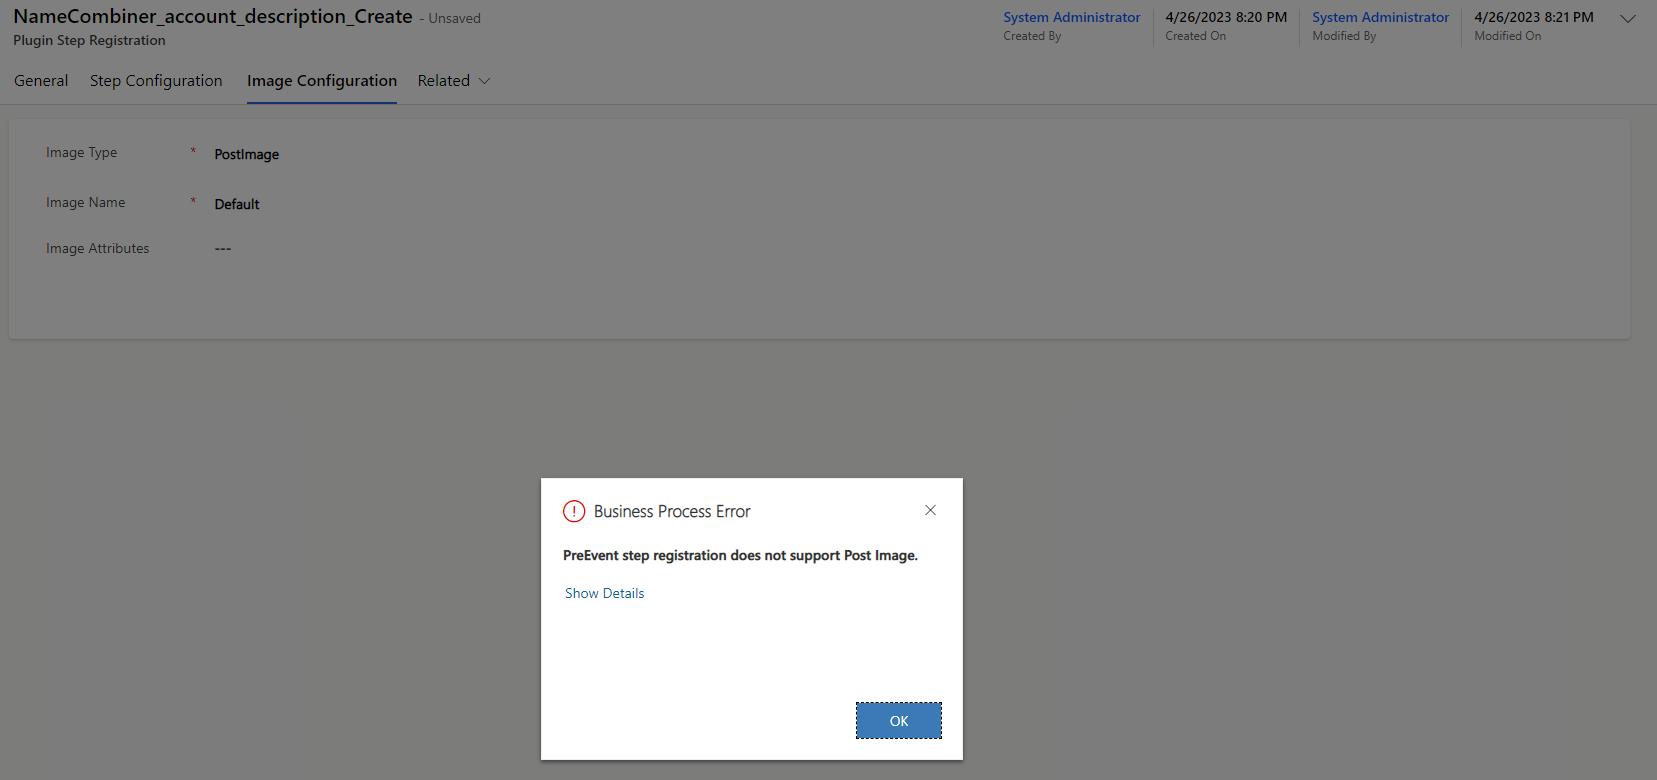 NameCombiner_account_description_Create - Unsaved
Plugin Step Registration
System Administrator
Created By
4/26/2023 8:20 PM
Created On
System Administrator
Modified By
4/26/2023 8:21 PM
Modified On
General Step Configuration Image Configuration Related
Image Type * PostImage
Image Name * Default
Image Attributes ---
Business Process Error
PreEvent step registration does not support Post Image.
Show Details
OK